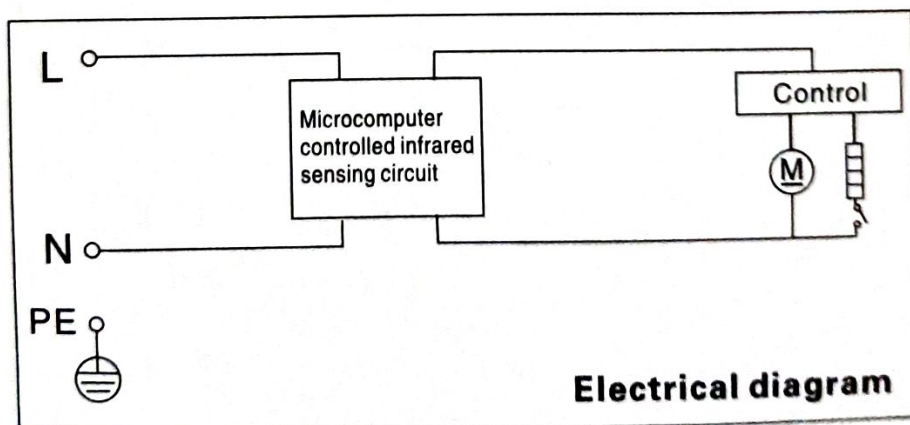 L
Microcomputer
controlled infrared
sensing circuit
Control
M
N
PE
Electrical diagram